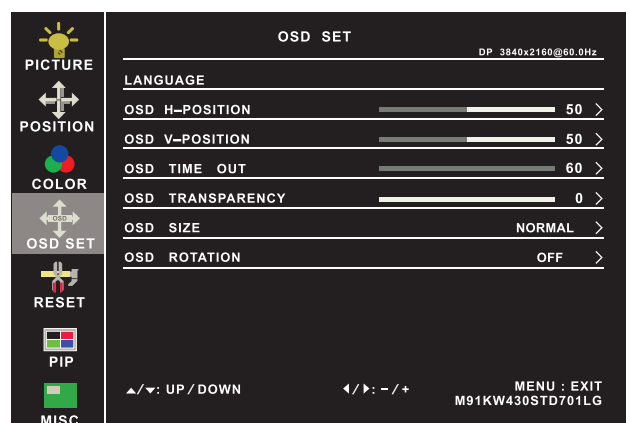 OSD SET
DP 3840x2160@60.0Hz
PICTURE
POSITION
COLOR
OSD
OSD SET
RESET
PIP
MISC
LANGUAGE
OSD H–POSITION 50 >
OSD V–POSITION 50 >
OSD TIME OUT 60 >
OSD TRANSPARENCY 0 >
OSD SIZE NORMAL >
OSD ROTATION OFF >
▲/▼: UP/DOWN ◀/▶: –/+ MENU : EXIT
M91KW430STD701LG